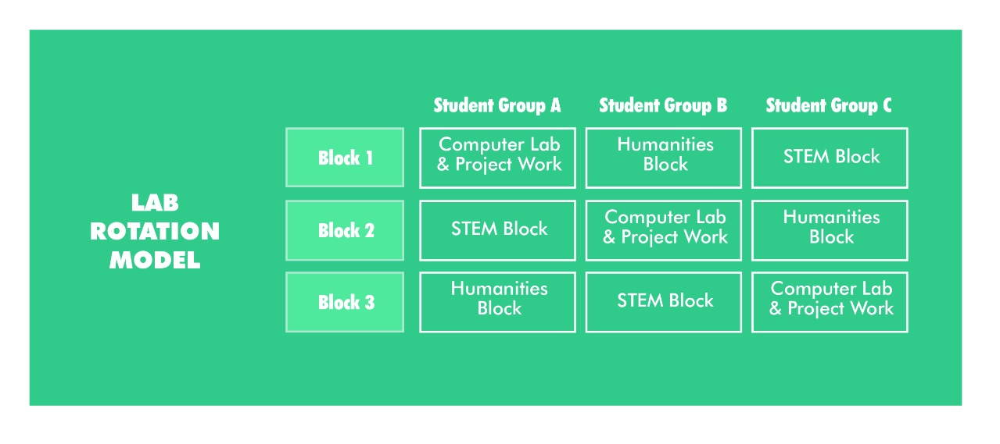 LAB
ROTATION
MODEL
Student Group A Student Group B Student Group C
Block 1
Computer Lab
& Project Work
Humanities
Block
STEM Block
Block 2
STEM Block
Computer Lab
& Project Work
Humanities
Block
Block 3
Humanities
Block
STEM Block
Computer Lab
& Project Work